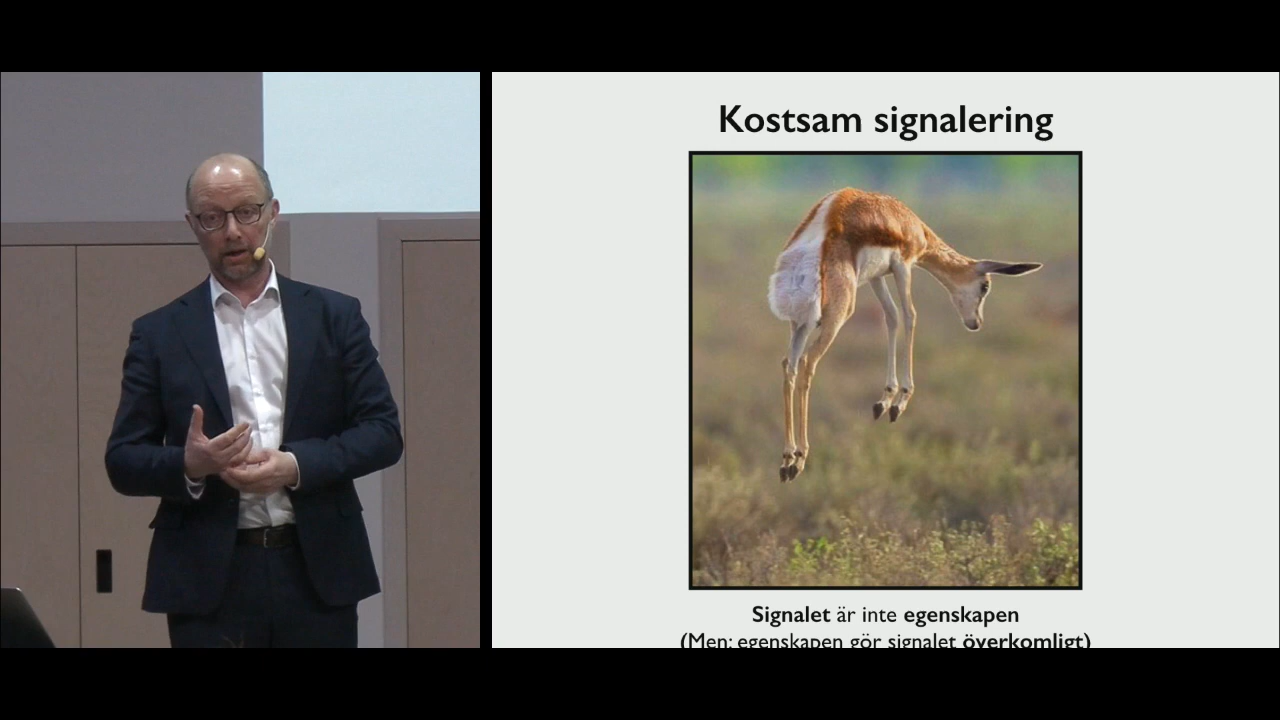 Kostsam signalering
Signalet är inte egenskapen
(Men: egenskapen gör signalet överkomligt)